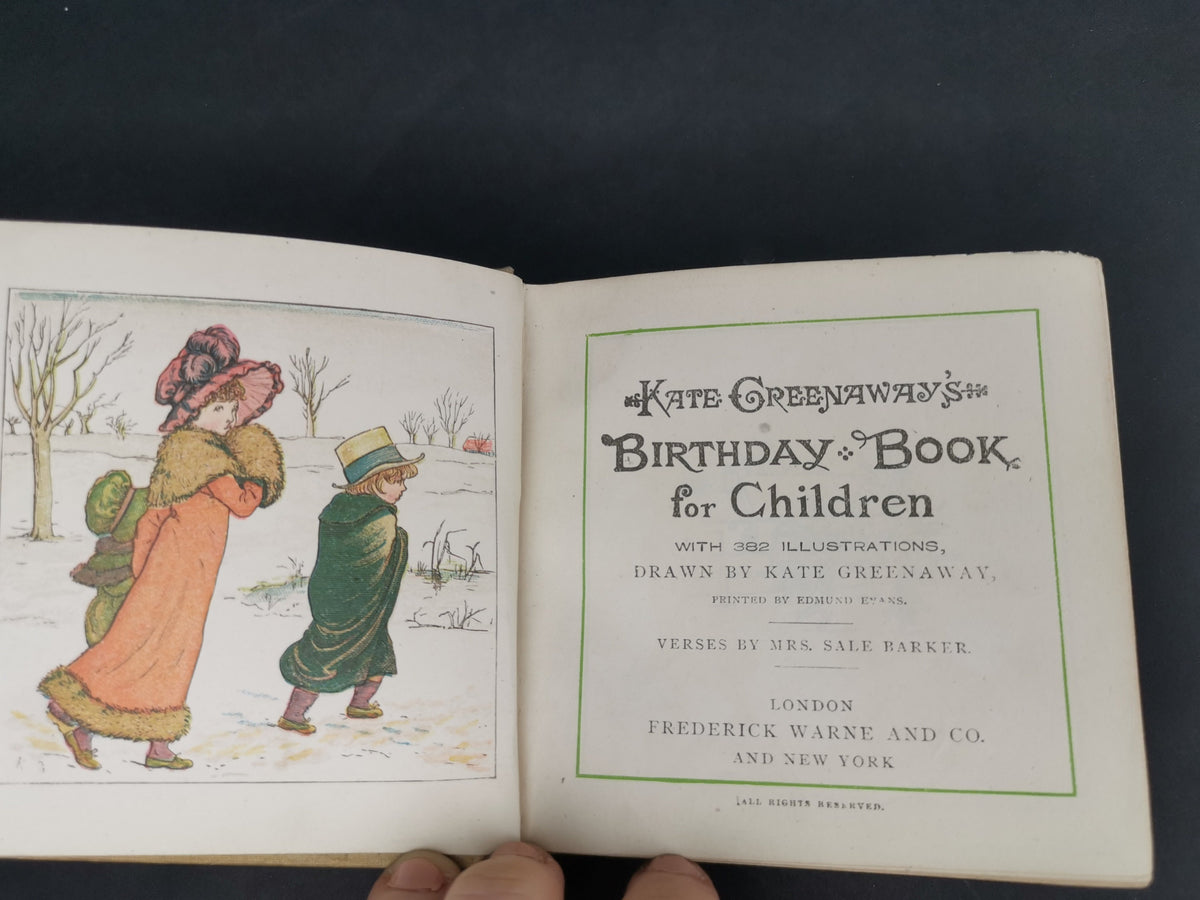 KATE GREENAWAY'S
BIRTHDAY BOOK
for Children
WITH 382 ILLUSTRATIONS,
DRAWN BY KATE GREENAWAY,
PRINTED BY EDMUND EVANS.
VERSES BY MRS. SALE BARKER.
LONDON
FREDERICK WARNE AND CO.
AND NEW YORK
[ALL RIGHTS RESERVED.